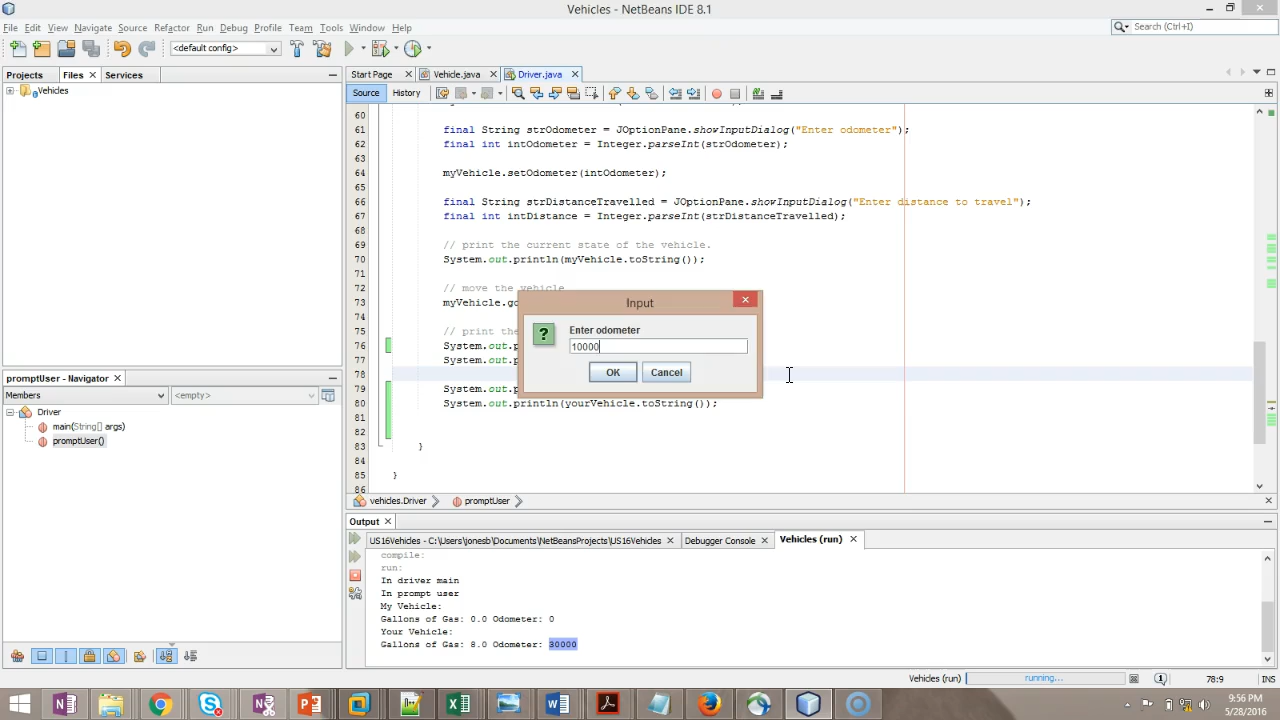 Vehicles - NetBeans IDE 8.1
File Edit View Navigate Source Refactor Run Debug Profile Team Tools Window Help
Search (Ctrl+I)
<default config>
Projects Files Services
Vehicles
Start Page Vehicle.java Driver.java
Source History
60
61 final String strOdometer = JOptionPane.showInputDialog("Enter odometer");
62 final int intOdometer = Integer.parseInt(strOdometer);
63
64 myVehicle.setOdometer(intOdometer);
65
66 final String strDistanceTravelled = JOptionPane.showInputDialog("Enter distance to travel");
67 final int intDistance = Integer.parseInt(strDistanceTravelled);
68
69 // print the current state of the vehicle.
70 System.out.println(myVehicle.toString());
71
72 // move the vehicle
73 myVehicle.go
74
75 // print the
76 System.out.p
77 System.out.p
78
79 System.out.p
80 System.out.println(yourVehicle.toString());
81
82
83 }
84
85 }
86
Input
Enter odometer
10000
OK Cancel
promptUser - Navigator
Members <empty>
Driver
main(String[] args)
promptUser()
vehicles.Driver promptUser
Output
US16Vehicles - C:\Users\jonesb\Documents\NetBeansProjects\US16Vehicles Debugger Console Vehicles (run)
compile:
run:
In driver main
In prompt user
My Vehicle:
Gallons of Gas: 0.0 Odometer: 0
Your Vehicle:
Gallons of Gas: 8.0 Odometer: 30000
Vehicles (run) running... 78:9 INS
9:56 PM
5/28/2016